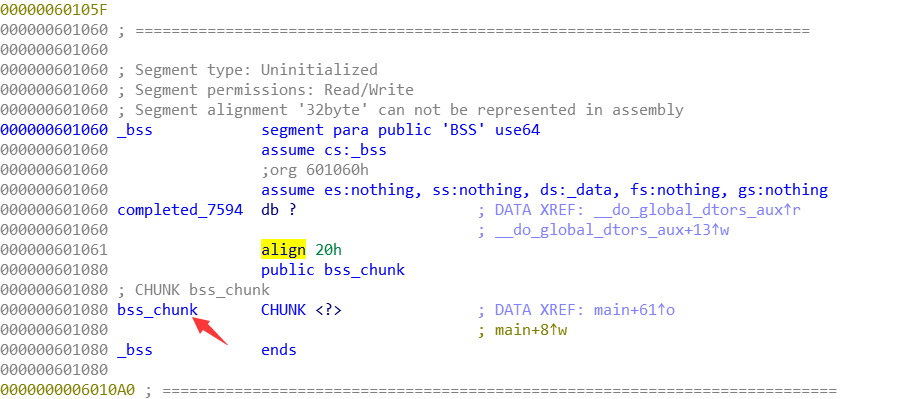 00000060105F
000000601060 ; ===========================================================================
000000601060
000000601060 ; Segment type: Uninitialized
000000601060 ; Segment permissions: Read/Write
000000601060 ; Segment alignment '32byte' can not be represented in assembly
000000601060 _bss segment para public 'BSS' use64
000000601060 assume cs:_bss
000000601060 ;org 601060h
000000601060 assume es:nothing, ss:nothing, ds:_data, fs:nothing, gs:nothing
000000601060 completed_7594 db ? ; DATA XREF: __do_global_dtors_aux↑r
000000601060 ; __do_global_dtors_aux+13↑w
000000601061 align 20h
000000601080 public bss_chunk
000000601080 ; CHUNK bss_chunk
000000601080 bss_chunk CHUNK <?> ; DATA XREF: main+61↑o
000000601080 ; main+8↑w
000000601080 _bss ends
000000601080
0000000006010A0 ; ===========================================================================